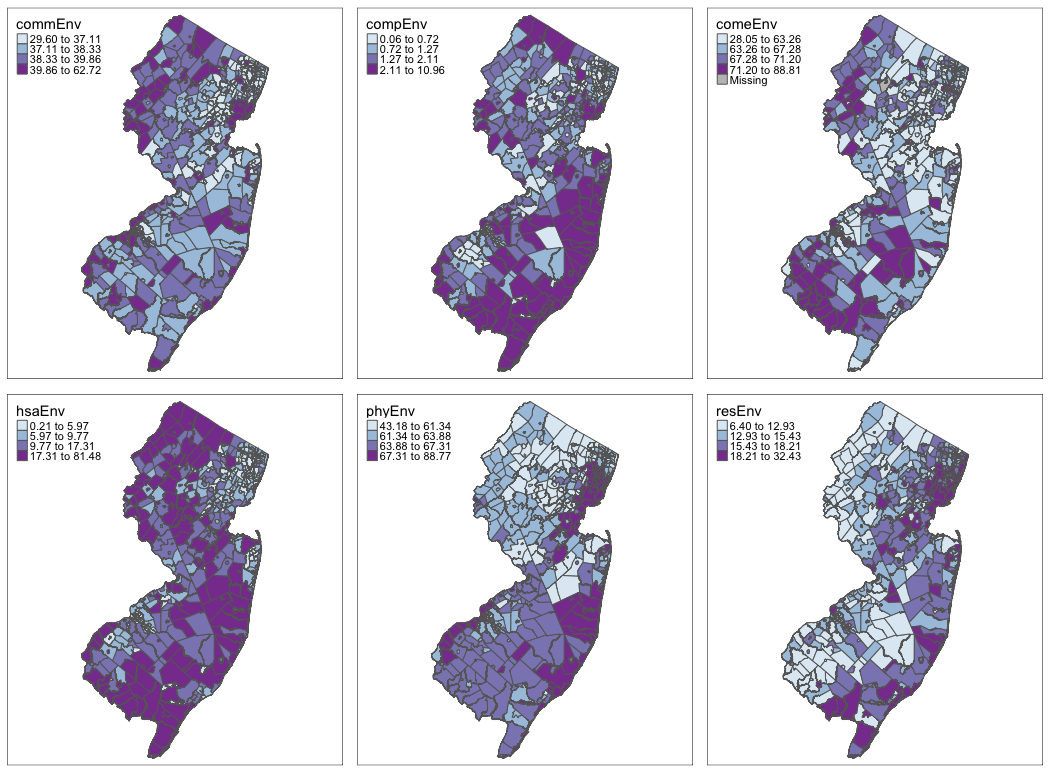 commEnv
29.60 to 37.11
37.11 to 38.33
38.33 to 39.86
39.86 to 62.72
compEnv
0.06 to 0.72
0.72 to 1.27
1.27 to 2.11
2.11 to 10.96
comeEnv
28.05 to 63.26
63.26 to 67.28
67.28 to 71.20
71.20 to 88.81
Missing
hsaEnv
0.21 to 5.97
5.97 to 9.77
9.77 to 17.31
17.31 to 81.48
phyEnv
43.18 to 61.34
61.34 to 63.88
63.88 to 67.31
67.31 to 88.77
resEnv
6.40 to 12.93
12.93 to 15.43
15.43 to 18.21
18.21 to 32.43